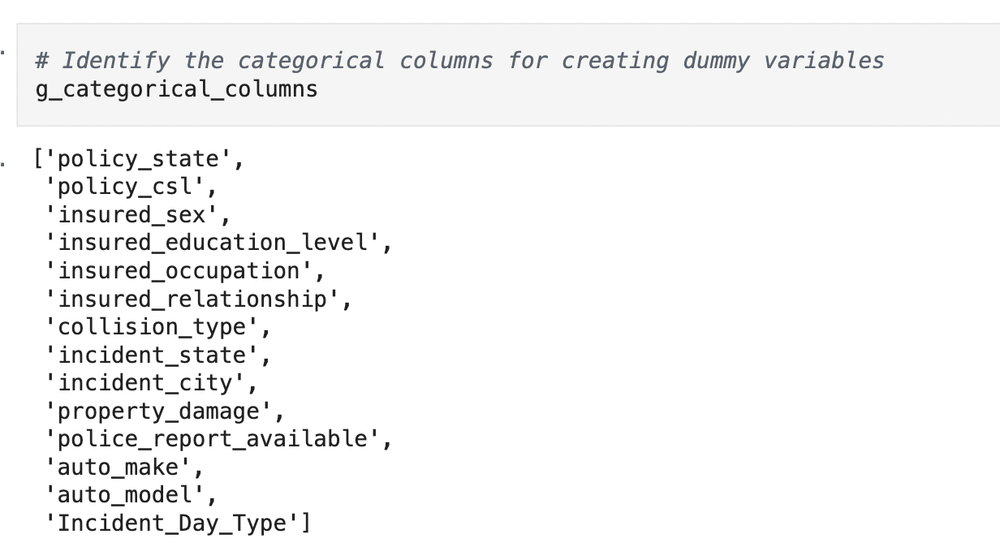 # Identify the categorical columns for creating dummy variables
g_categorical_columns
['policy_state',
'policy_csl',
'insured_sex',
'insured_education_level',
'insured_occupation',
'insured_relationship',
'collision_type',
'incident_state',
'incident_city',
'property_damage',
'police_report_available',
'auto_make',
'auto_model',
'Incident_Day_Type']